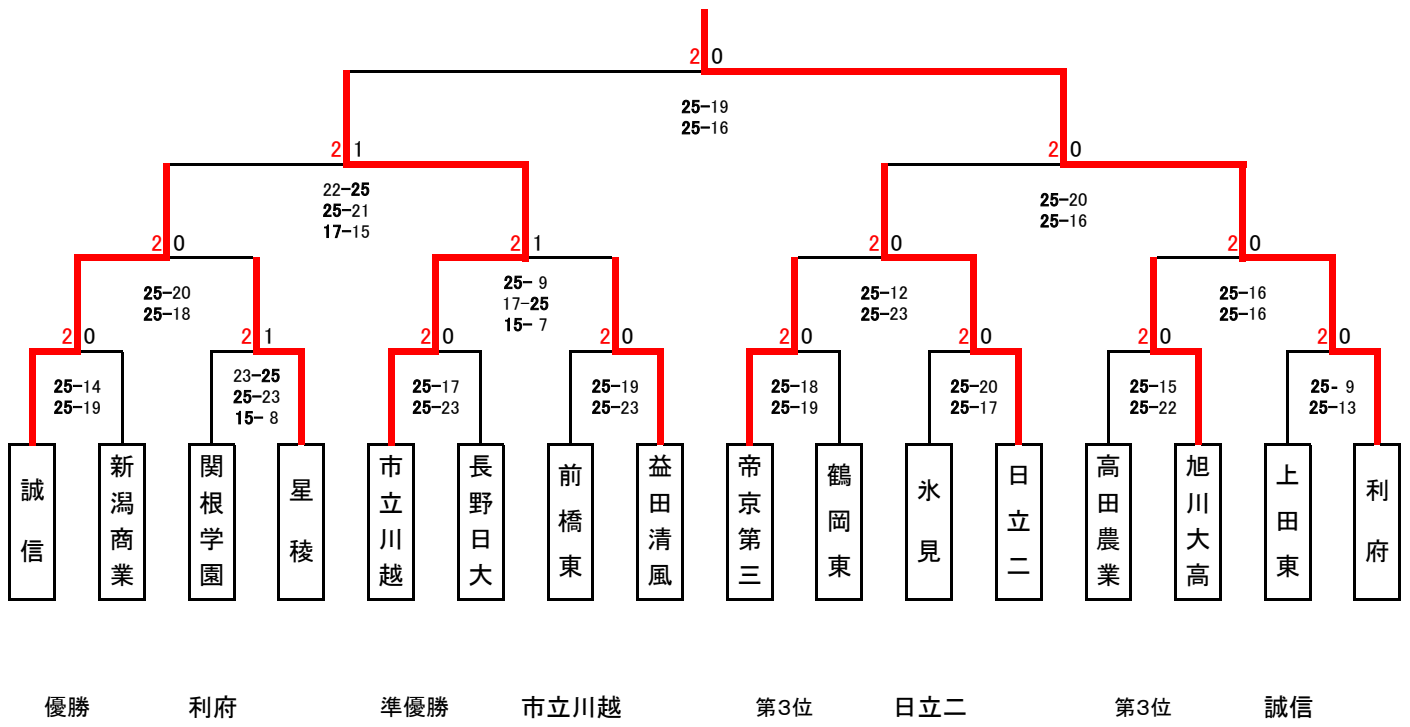 2 0
25-19
25-16
2 1
2 0
22-25
25-21
17-15
25-20
25-16
2 0
2 1
2 0
2 0
25-20
25-18
25- 9
17-25
15- 7
25-12
25-23
25-16
25-16
2 0
2 1
2 0
2 0
2 0
2 0
2 0
2 0
25-14
25-19
23-25
25-23
15- 8
25-17
25-23
25-19
25-23
25-18
25-19
25-20
25-17
25-15
25-22
25- 9
25-13
誠信
新潟商業
関根学園
星稜
市立川越
長野日大
前橋東
益田清風
帝京第三
鶴岡東
氷見
日立二
高田農業
旭川大高
上田東
利府
優勝 利府 準優勝 市立川越 第3位 日立二 第3位 誠信